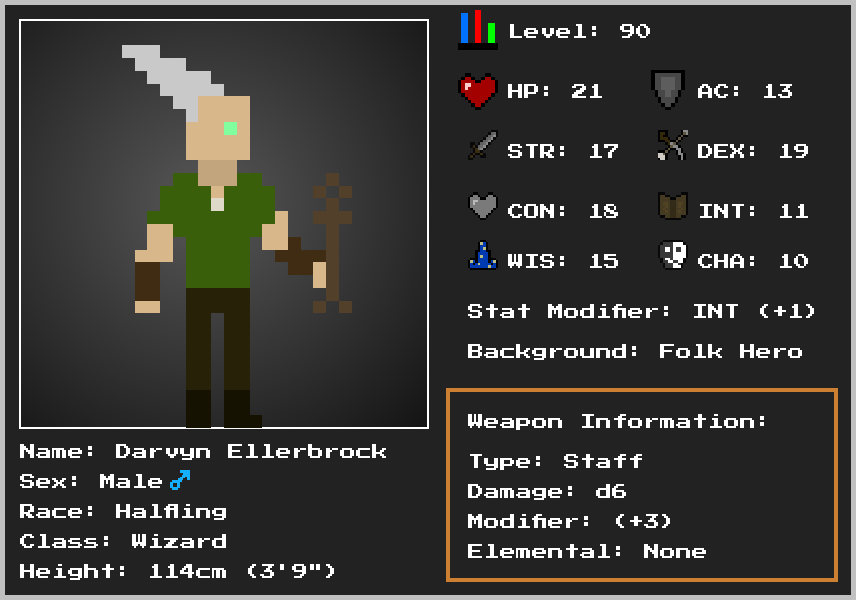 Level: 90
HP: 21
AC: 13
STR: 17
DEX: 19
CON: 18
INT: 11
WIS: 15
CHA: 10
Stat Modifier: INT (+1)
Background: Folk Hero
Weapon Information:
Type: Staff
Damage: d6
Modifier: (+3)
Elemental: None
Name: Darvyn Ellerbrock
Sex: Male♂
Race: Halfling
Class: Wizard
Height: 114cm (3'9")